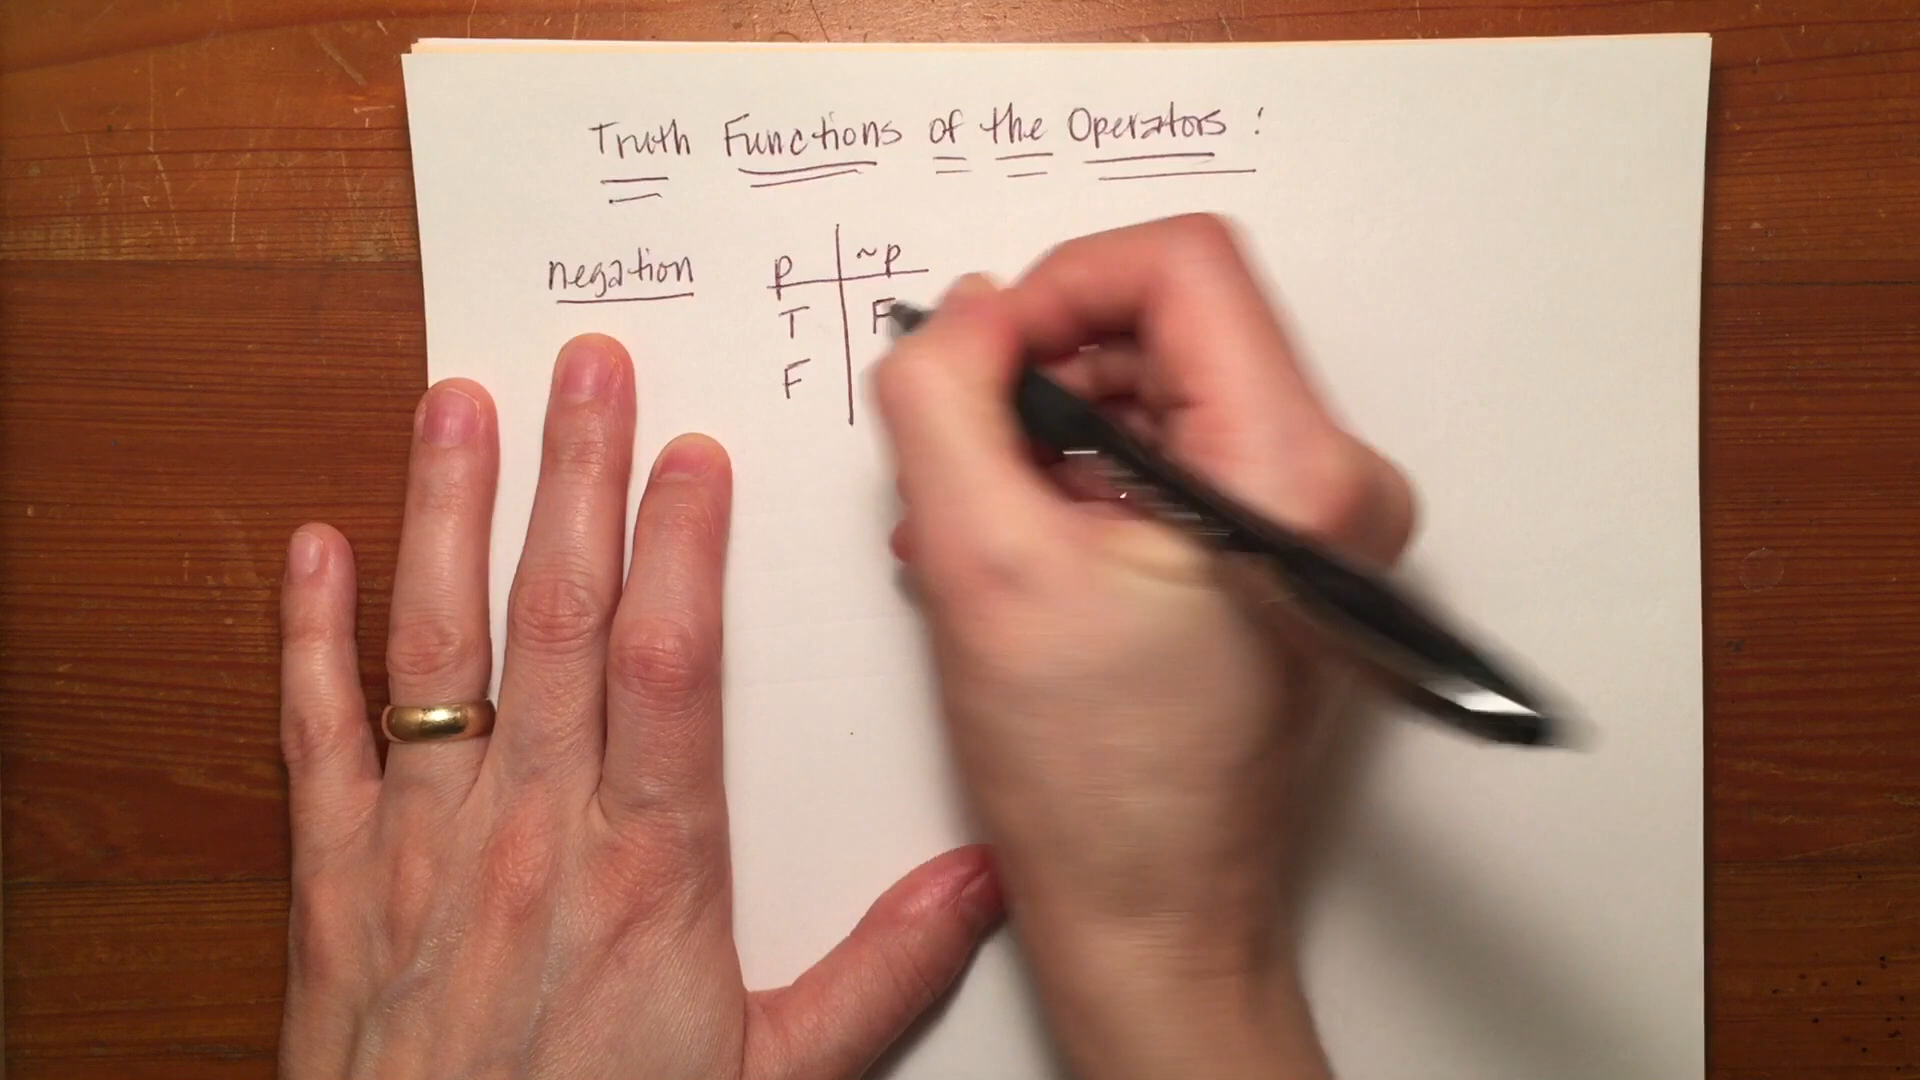 Truth Functions of the Operators :
negation
p ~p
T F
F